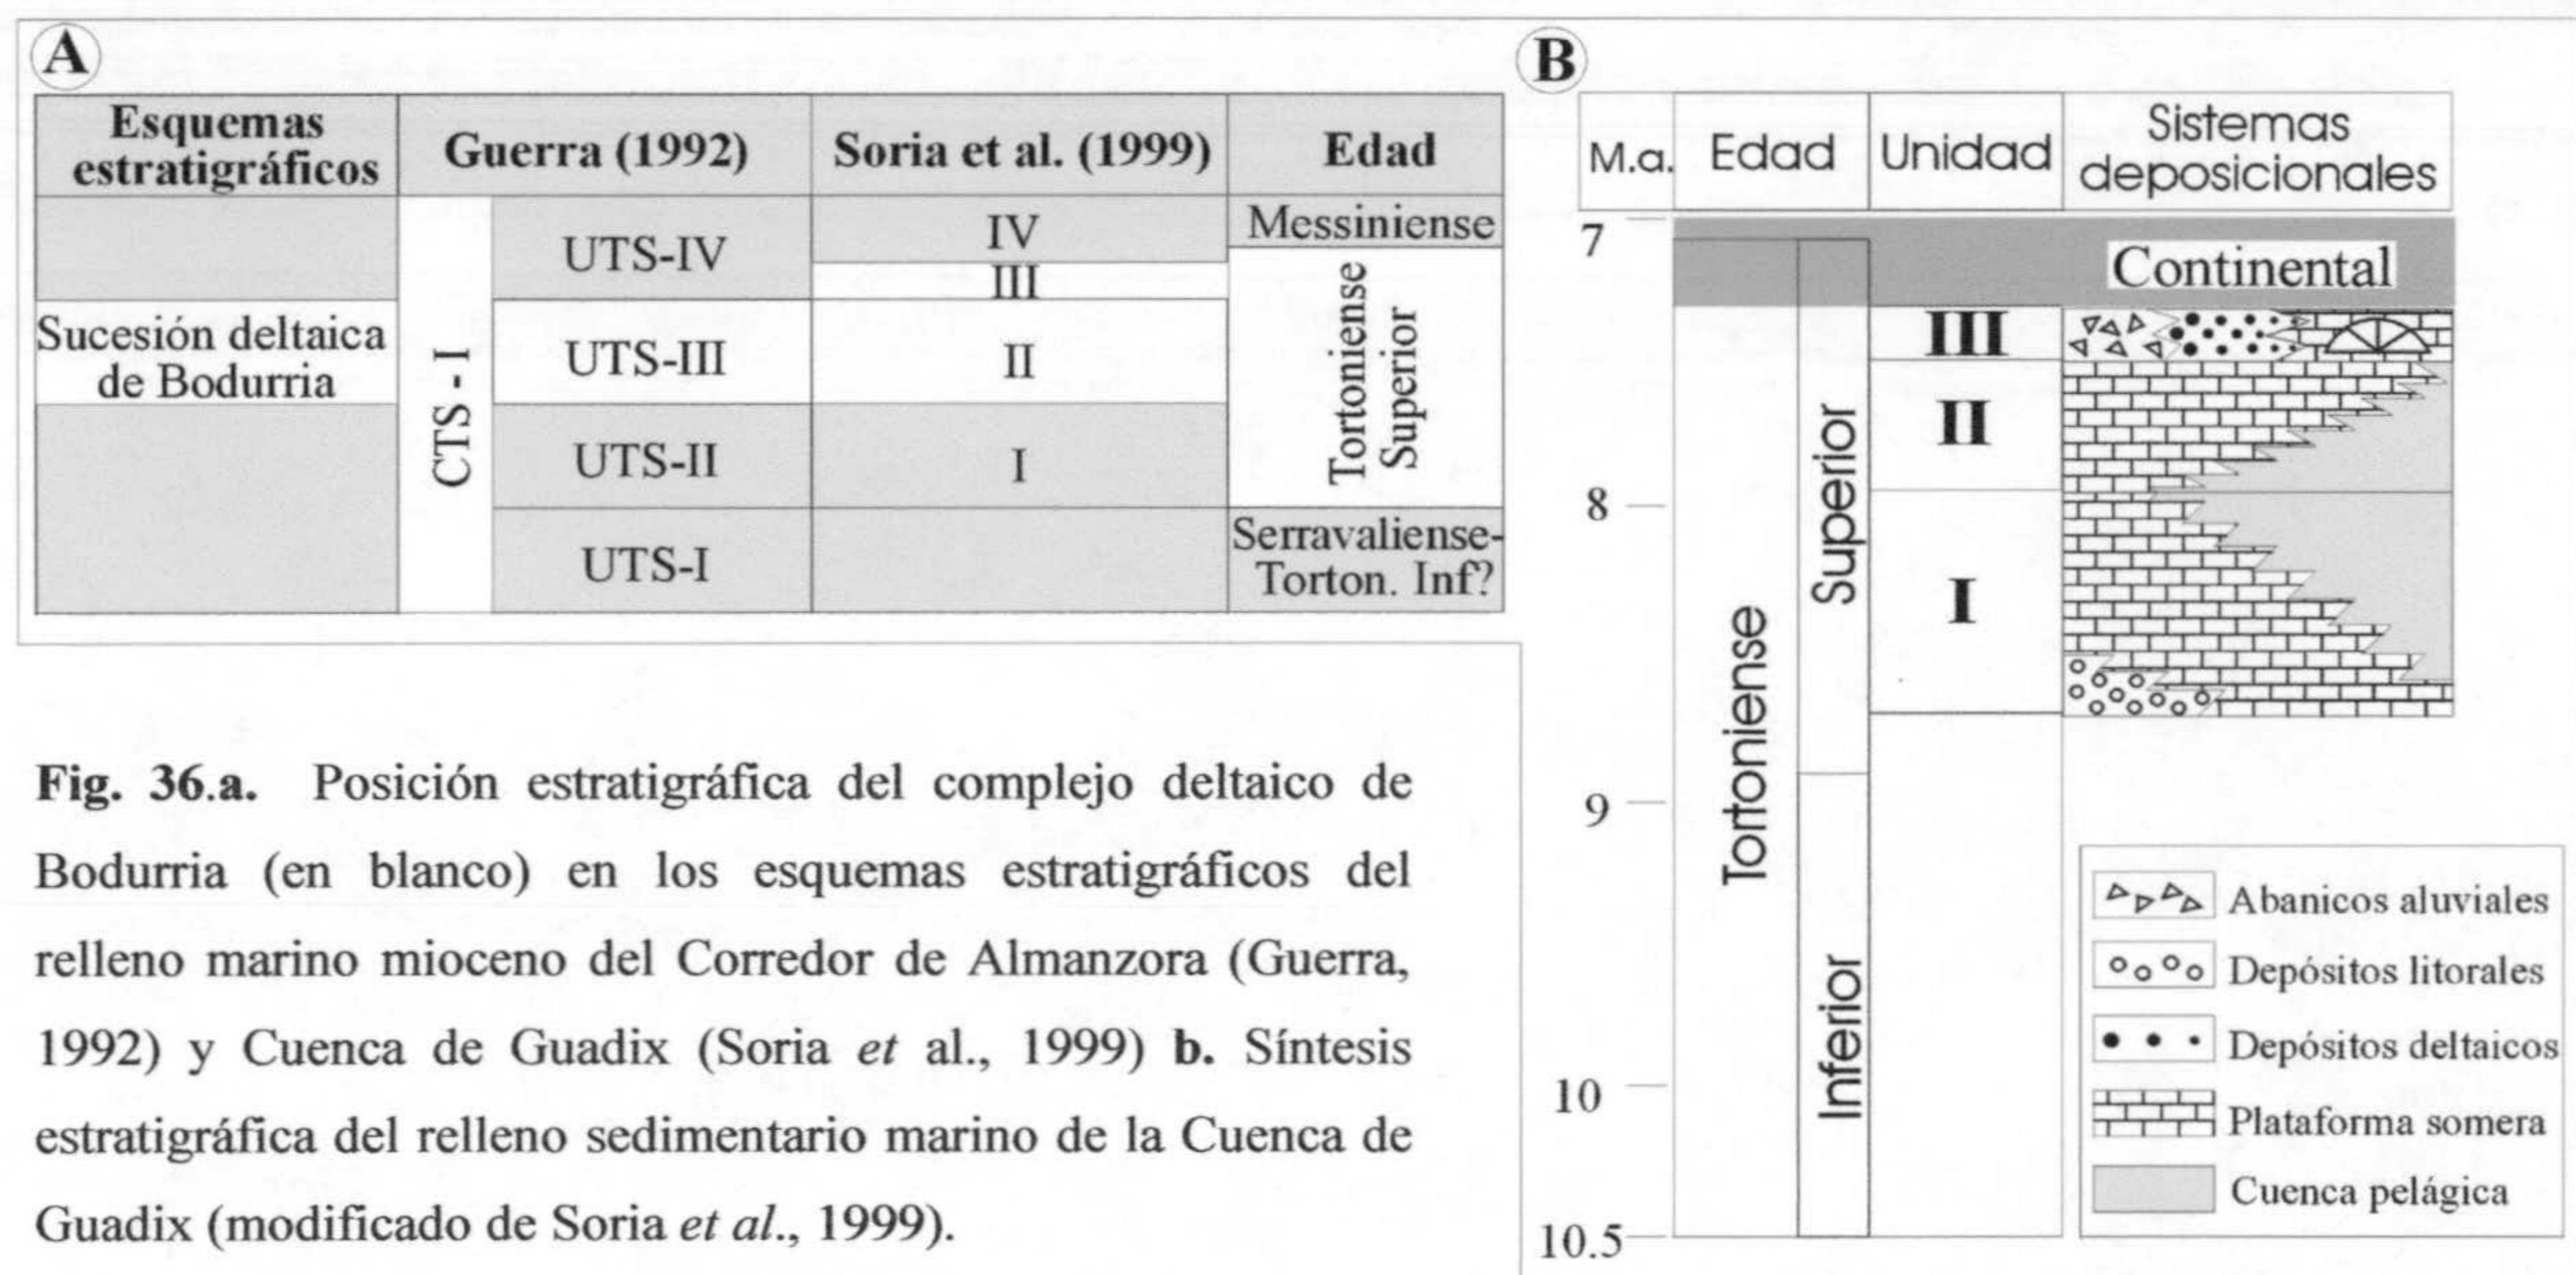 A
Esquemas
estratigráficos
Guerra (1992)
Soria et al. (1999)
Edad
Sucesión deltaica
de Bodurria
CTS - I
UTS-IV
UTS-III
UTS-II
UTS-I
IV
III
II
I
Messiniense
Tortoniense
Superior
Serravaliense-
Torton. Inf?
Fig. 36.a. Posición estratigráfica del complejo deltaico de
Bodurria (en blanco) en los esquemas estratigráficos del
relleno marino mioceno del Corredor de Almanzora (Guerra,
1992) y Cuenca de Guadix (Soria et al., 1999) b. Síntesis
estratigráfica del relleno sedimentario marino de la Cuenca de
Guadix (modificado de Soria et al., 1999).
B
M.a.
Edad
Unidad
Sistemas
deposicionales
7
8
9
10
10.5
Tortoniense
Superior
Inferior
III
II
I
Continental
Abanicos aluviales
Depósitos litorales
Depósitos deltaicos
Plataforma somera
Cuenca pelágica